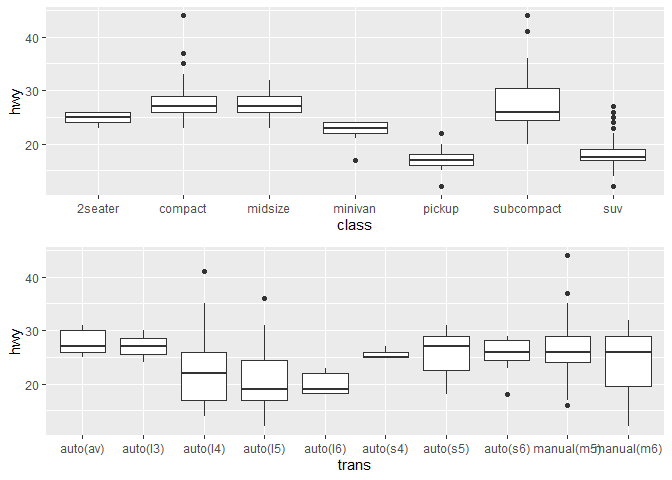 hwy
40
30
20
2seater compact midsize minivan pickup subcompact suv
class
hwy
40
30
20
auto(av) auto(l3) auto(l4) auto(l5) auto(l6) auto(s4) auto(s5) auto(s6) manual(m5) manual(m6)
trans